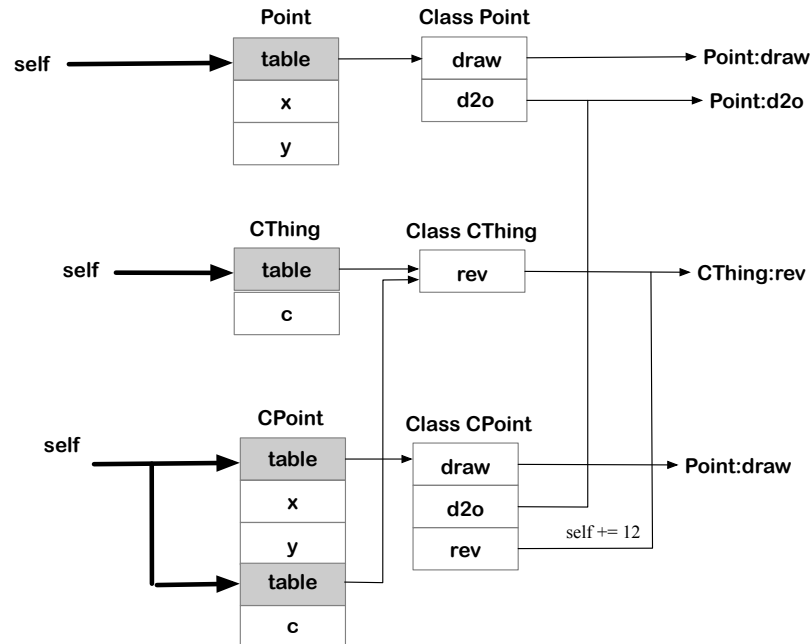 Point
Class Point
self
table
draw
Point:draw
x
d2o
Point:d2o
y
CThing
Class CThing
self
table
rev
CThing:rev
c
CPoint
Class CPoint
self
table
draw
Point:draw
x
d2o
y
rev
self += 12
table
c